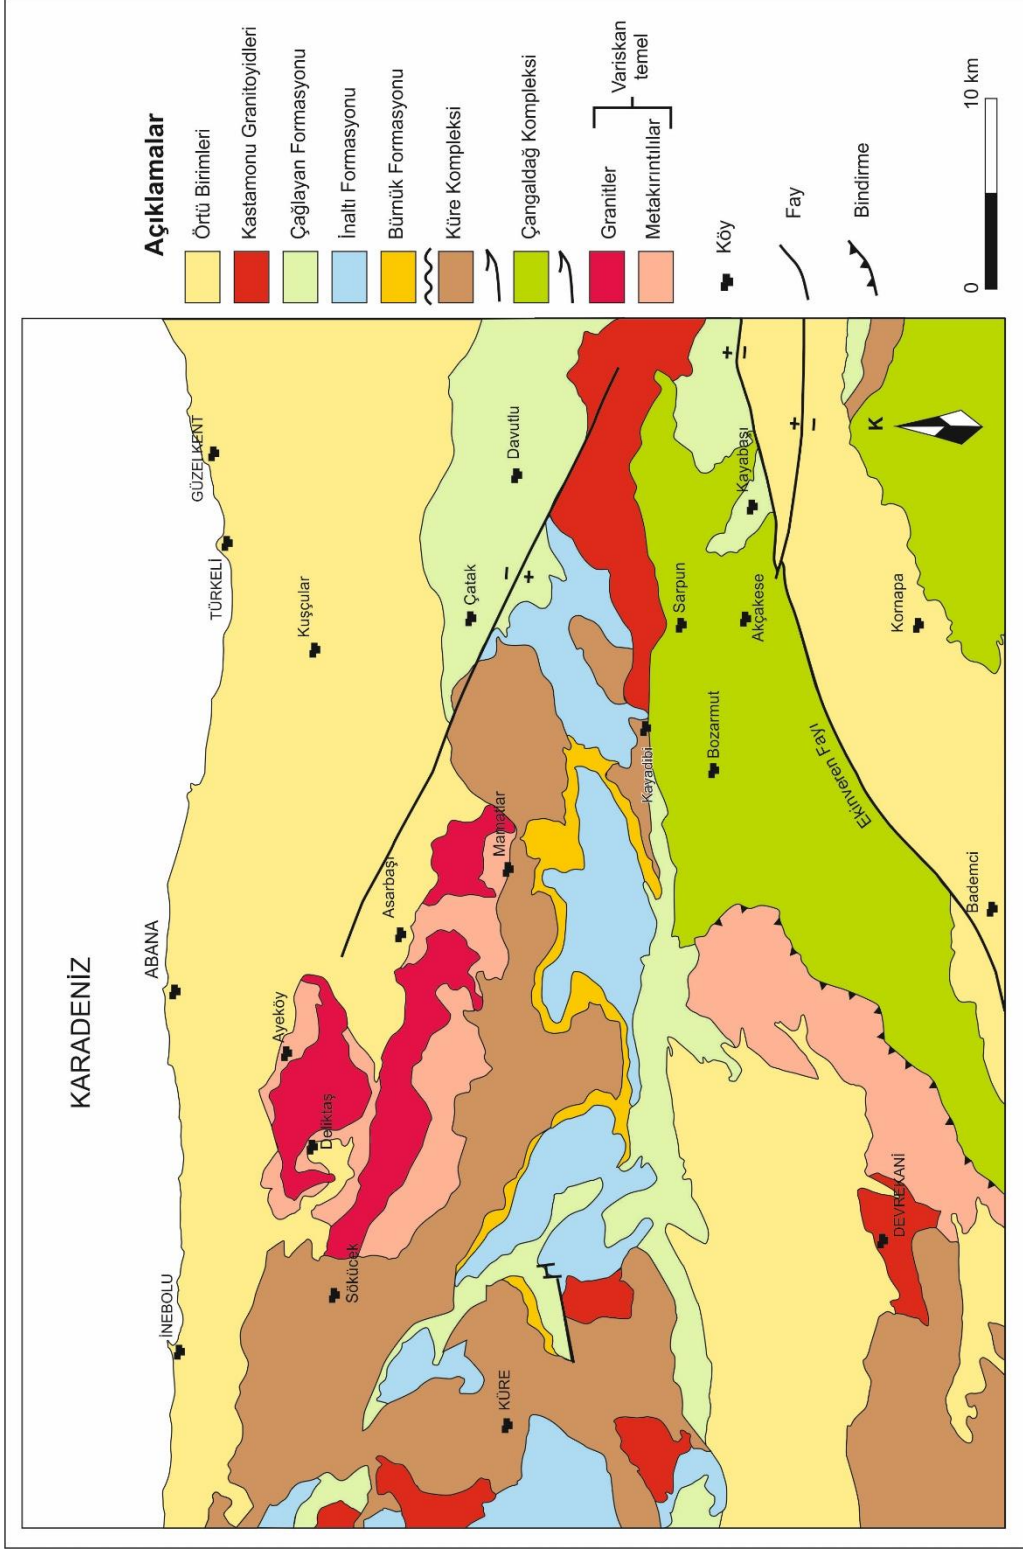 KARADENİZ
İNEBOLU
ABANA
TÜRKELİ
GÜZELKENT
Ayeköy
Deliktaş
Sökücek
Kuşçular
Asarbaşı
Mamatlar
Çatak
Davutlu
KÜRE
Kayadibi
Sarpun
Bozarmut
Akçakese
Kayabaşı
Ekinveren Fayı
DEVREKANİ
Bademci
Kornapa
K
+
–
+
–
+
–
Açıklamalar
Örtü Birimleri
Kastamonu Granitoyidleri
Çağlayan Formasyonu
İnaltı Formasyonu
Bürnük Formasyonu
Küre Kompleksi
Çangaldağ Kompleksi
Granitler
Metakırıntılılar
Variskan
temel
Köy
Fay
Bindirme
0 10 km